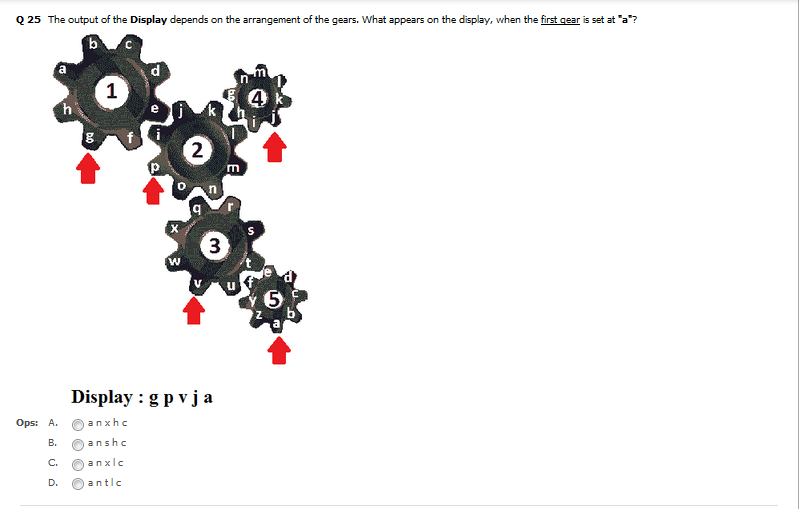 Q 25 The output of the Display depends on the arrangement of the gears. What appears on the display, when the first gear is set at "a"?
b c
a d
1
h e
g f
n m l
g 4 k
h i j
j k
i l
2
p m
o n
q r
x s
3
w t
v u
e d
f c
y 5
z b
a
Display : g p v j a
Ops: A. a n x h c
B. a n s h c
C. a n x l c
D. a n t l c